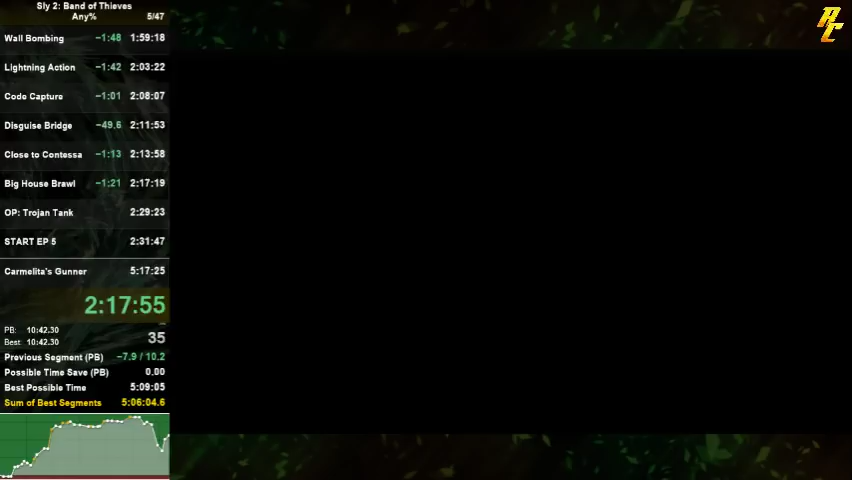 Sly 2: Band of Thieves
Any% 5/47
Wall Bombing -1:48 1:59:18
Lightning Action -1:42 2:03:22
Code Capture -1:01 2:08:07
Disguise Bridge -49.5 2:11:53
Close to Contessa -1:13 2:13:58
Big House Brawl -1:21 2:17:19
OP: Trojan Tank 2:29:23
START EP 5 2:31:47
Carmelita's Gunner 5:17:25
2:17:55
PB: 10:42.30
Best: 10:42.30
35
Previous Segment (PB) -7.9 / 10.2
Possible Time Save (PB) 0.00
Best Possible Time 5:09:05
Sum of Best Segments 5:06:04.6